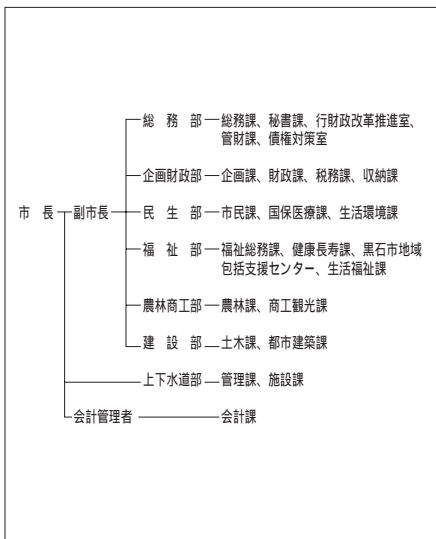 総務部 総務課、秘書課、行財政改革推進室、
管財課、債権対策室
企画財政部 企画課、財政課、税務課、収納課
市長 副市長 民生部 市民課、国保医療課、生活環境課
福祉部 福祉総務課、健康長寿課、黒石市地域
包括支援センター、生活福祉課
農林商工部 農林課、商工観光課
建設部 土木課、都市建築課
上下水道部 管理課、施設課
会計管理者 会計課